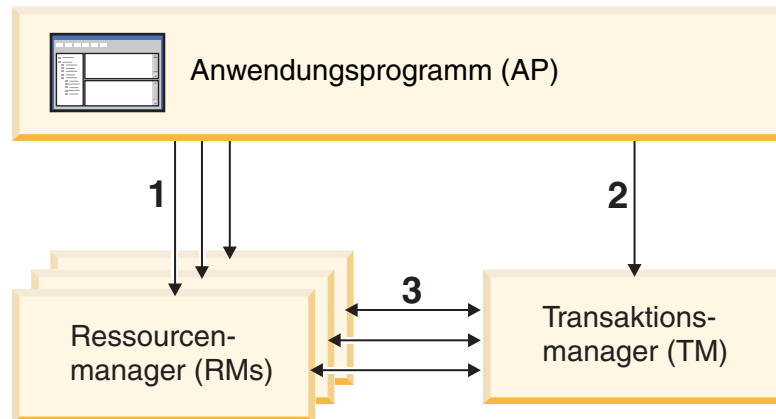 Anwendungsprogramm (AP)
1
2
3
Ressourcen-
manager (RMs)
Transaktions-
manager (TM)